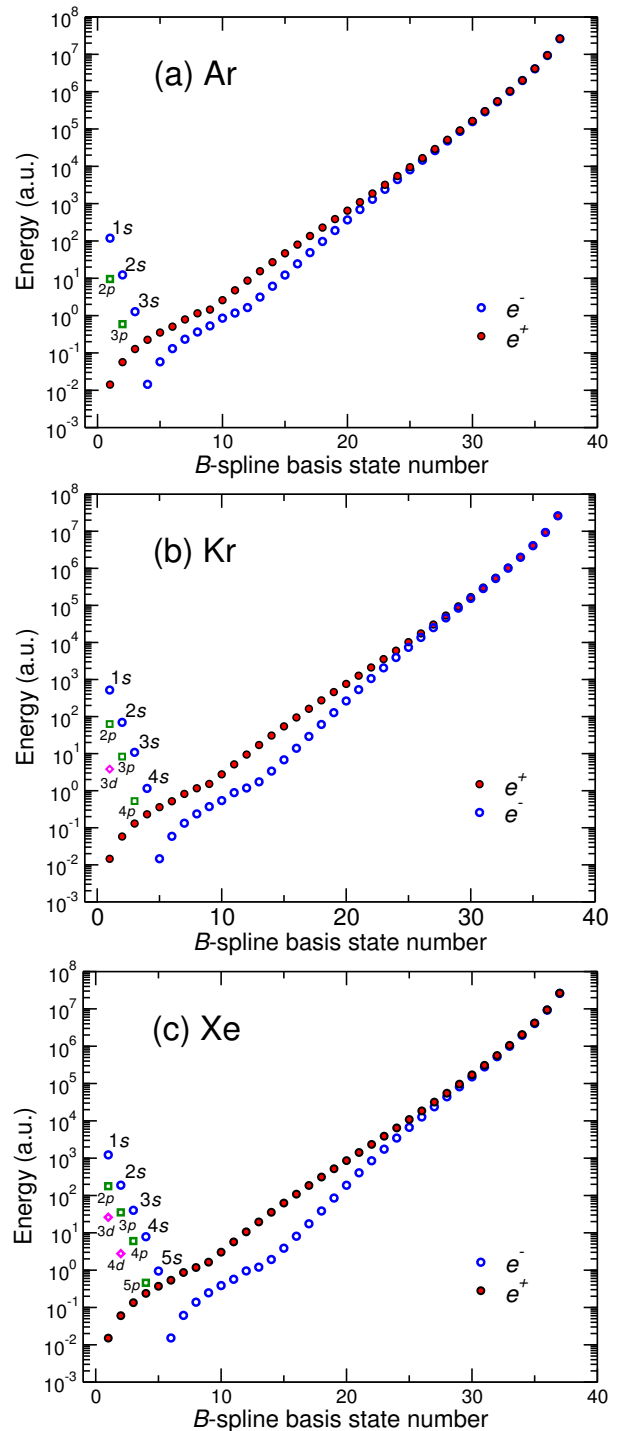 (a) Ar
Energy (a.u.)
10^8
10^7
10^6
10^5
10^4
10^3
10^2
10^1
10^0
10^-1
10^-2
10^-3
1s
2s
2p
3s
3p
e^-
e^+
0 10 20 30 40
B-spline basis state number
(b) Kr
Energy (a.u.)
10^8
10^7
10^6
10^5
10^4
10^3
10^2
10^1
10^0
10^-1
10^-2
10^-3
1s
2s
2p
3s
3p
3d
4s
4p
e^+
e^-
0 10 20 30 40
B-spline basis state number
(c) Xe
Energy (a.u.)
10^8
10^7
10^6
10^5
10^4
10^3
10^2
10^1
10^0
10^-1
10^-2
10^-3
1s
2s
2p
3s
3p
3d
4s
4p
4d
5s
5p
e^-
e^+
0 10 20 30 40
B-spline basis state number